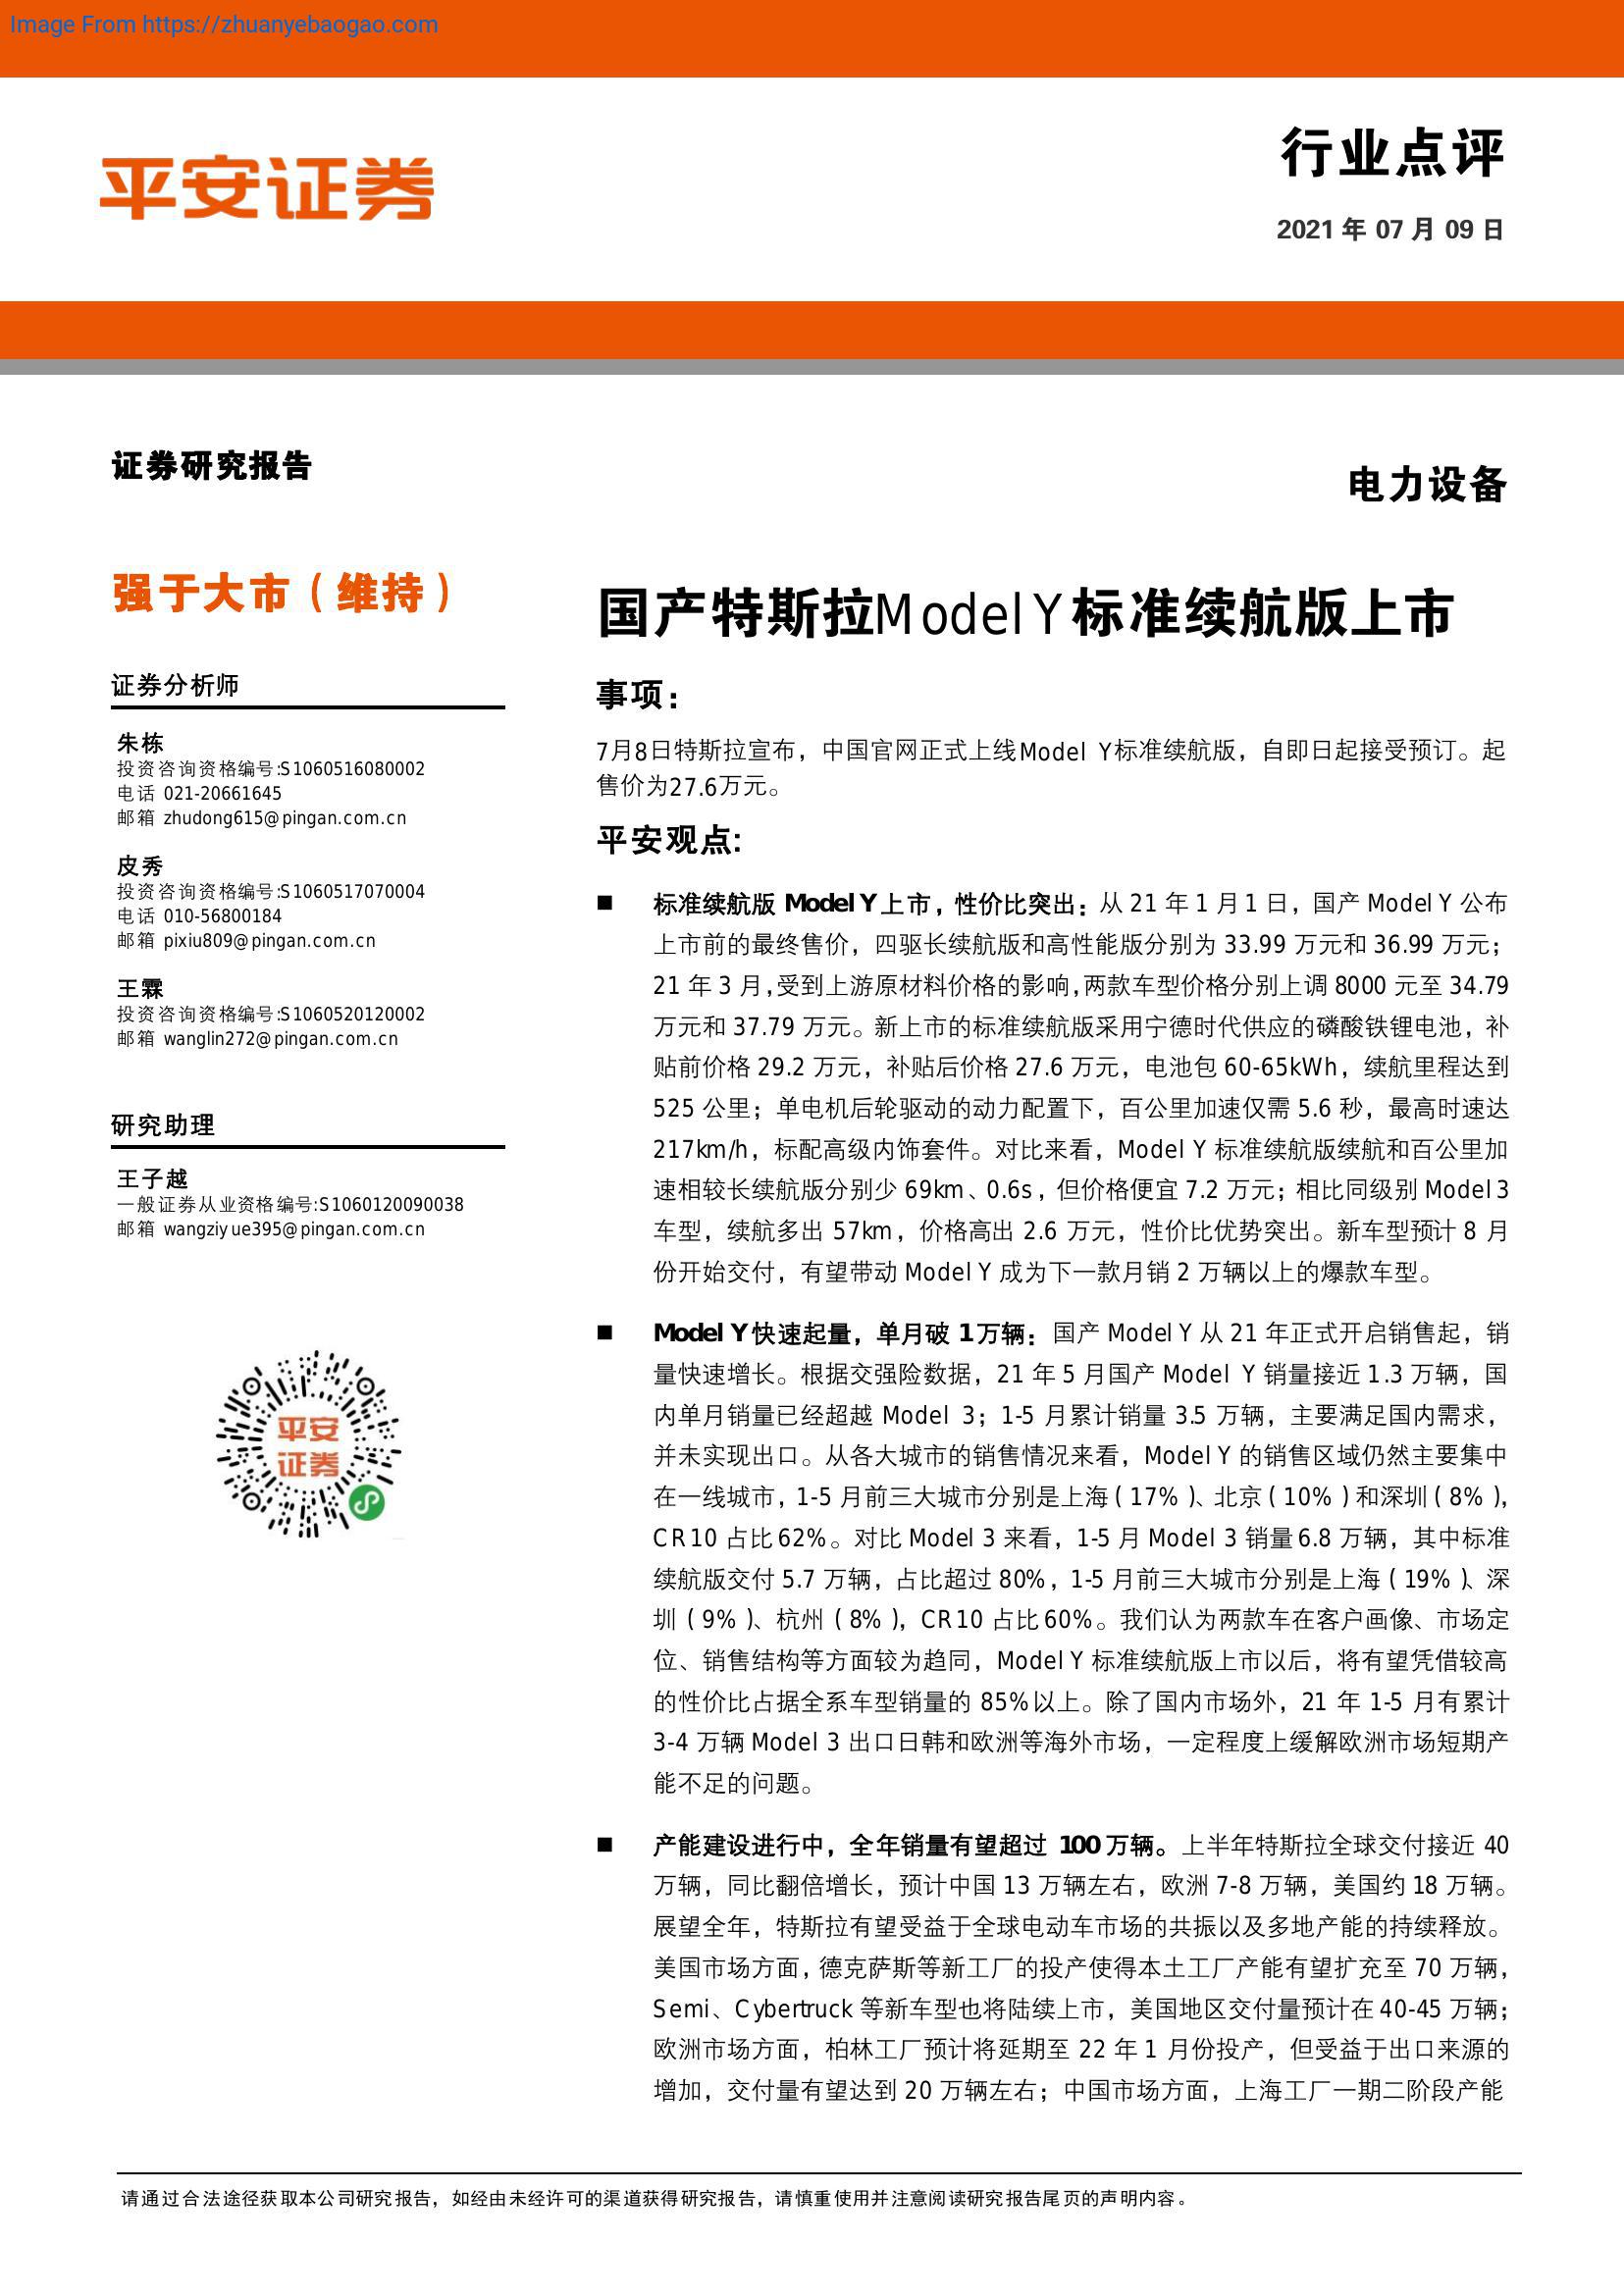 Image From https://zhuanyebaogao.com
平安证券
行业点评
2021 年 07 月 09 日
证券研究报告
电力设备
强于大市（维持）
证券分析师
朱栋
投资咨询资格编号:S1060516080002
电话 021-20661645
邮箱 zhudong615@pingan.com.cn
皮秀
投资咨询资格编号:S1060517070004
电话 010-56800184
邮箱 pixiu809@pingan.com.cn
王霖
投资咨询资格编号:S1060520120002
邮箱 wanglin272@pingan.com.cn
研究助理
王子越
一般证券从业资格编号:S1060120090038
邮箱 wangziyue395@pingan.com.cn
平安
证券
国产特斯拉Model Y标准续航版上市
事项：
7月8日特斯拉宣布，中国官网正式上线Model Y标准续航版，自即日起接受预订。起
售价为27.6万元。
平安观点:
■ 标准续航版 Model Y 上市，性价比突出：从 21 年 1 月 1 日，国产 Model Y 公布
上市前的最终售价，四驱长续航版和高性能版分别为 33.99 万元和 36.99 万元；
21 年 3 月，受到上游原材料价格的影响，两款车型价格分别上调 8000 元至 34.79
万元和 37.79 万元。新上市的标准续航版采用宁德时代供应的磷酸铁锂电池，补
贴前价格 29.2 万元，补贴后价格 27.6 万元，电池包 60-65kWh，续航里程达到
525 公里；单电机后轮驱动的动力配置下，百公里加速仅需 5.6 秒，最高时速达
217km/h，标配高级内饰套件。对比来看，Model Y 标准续航版续航和百公里加
速相较长续航版分别少 69km、0.6s，但价格便宜 7.2 万元；相比同级别 Model 3
车型，续航多出 57km，价格高出 2.6 万元，性价比优势突出。新车型预计 8 月
份开始交付，有望带动 Model Y 成为下一款月销 2 万辆以上的爆款车型。
■ Model Y 快速起量，单月破 1 万辆：国产 Model Y 从 21 年正式开启销售起，销
量快速增长。根据交强险数据，21 年 5 月国产 Model Y 销量接近 1.3 万辆，国
内单月销量已经超越 Model 3；1-5 月累计销量 3.5 万辆，主要满足国内需求，
并未实现出口。从各大城市的销售情况来看，Model Y 的销售区域仍然主要集中
在一线城市，1-5 月前三大城市分别是上海（17%）、北京（10%）和深圳（8%），
CR10 占比 62%。对比 Model 3 来看，1-5 月 Model 3 销量 6.8 万辆，其中标准
续航版交付 5.7 万辆，占比超过 80%，1-5 月前三大城市分别是上海（19%）、深
圳（9%）、杭州（8%），CR10 占比 60%。我们认为两款车在客户画像、市场定
位、销售结构等方面较为趋同，Model Y 标准续航版上市以后，将有望凭借较高
的性价比占据全系车型销量的 85%以上。除了国内市场外，21 年 1-5 月有累计
3-4 万辆 Model 3 出口日韩和欧洲等海外市场，一定程度上缓解欧洲市场短期产
能不足的问题。
■ 产能建设进行中，全年销量有望超过 100 万辆。上半年特斯拉全球交付接近 40
万辆，同比翻倍增长，预计中国 13 万辆左右，欧洲 7-8 万辆，美国约 18 万辆。
展望全年，特斯拉有望受益于全球电动车市场的共振以及多地产能的持续释放。
美国市场方面，德克萨斯等新工厂的投产使得本土工厂产能有望扩充至 70 万辆，
Semi、Cybertruck 等新车型也将陆续上市，美国地区交付量预计在 40-45 万辆；
欧洲市场方面，柏林工厂预计将延期至 22 年 1 月份投产，但受益于出口来源的
增加，交付量有望达到 20 万辆左右；中国市场方面，上海工厂一期二阶段产能
请通过合法途径获取本公司研究报告，如经由未经许可的渠道获得研究报告，请慎重使用并注意阅读研究报告尾页的声明内容。